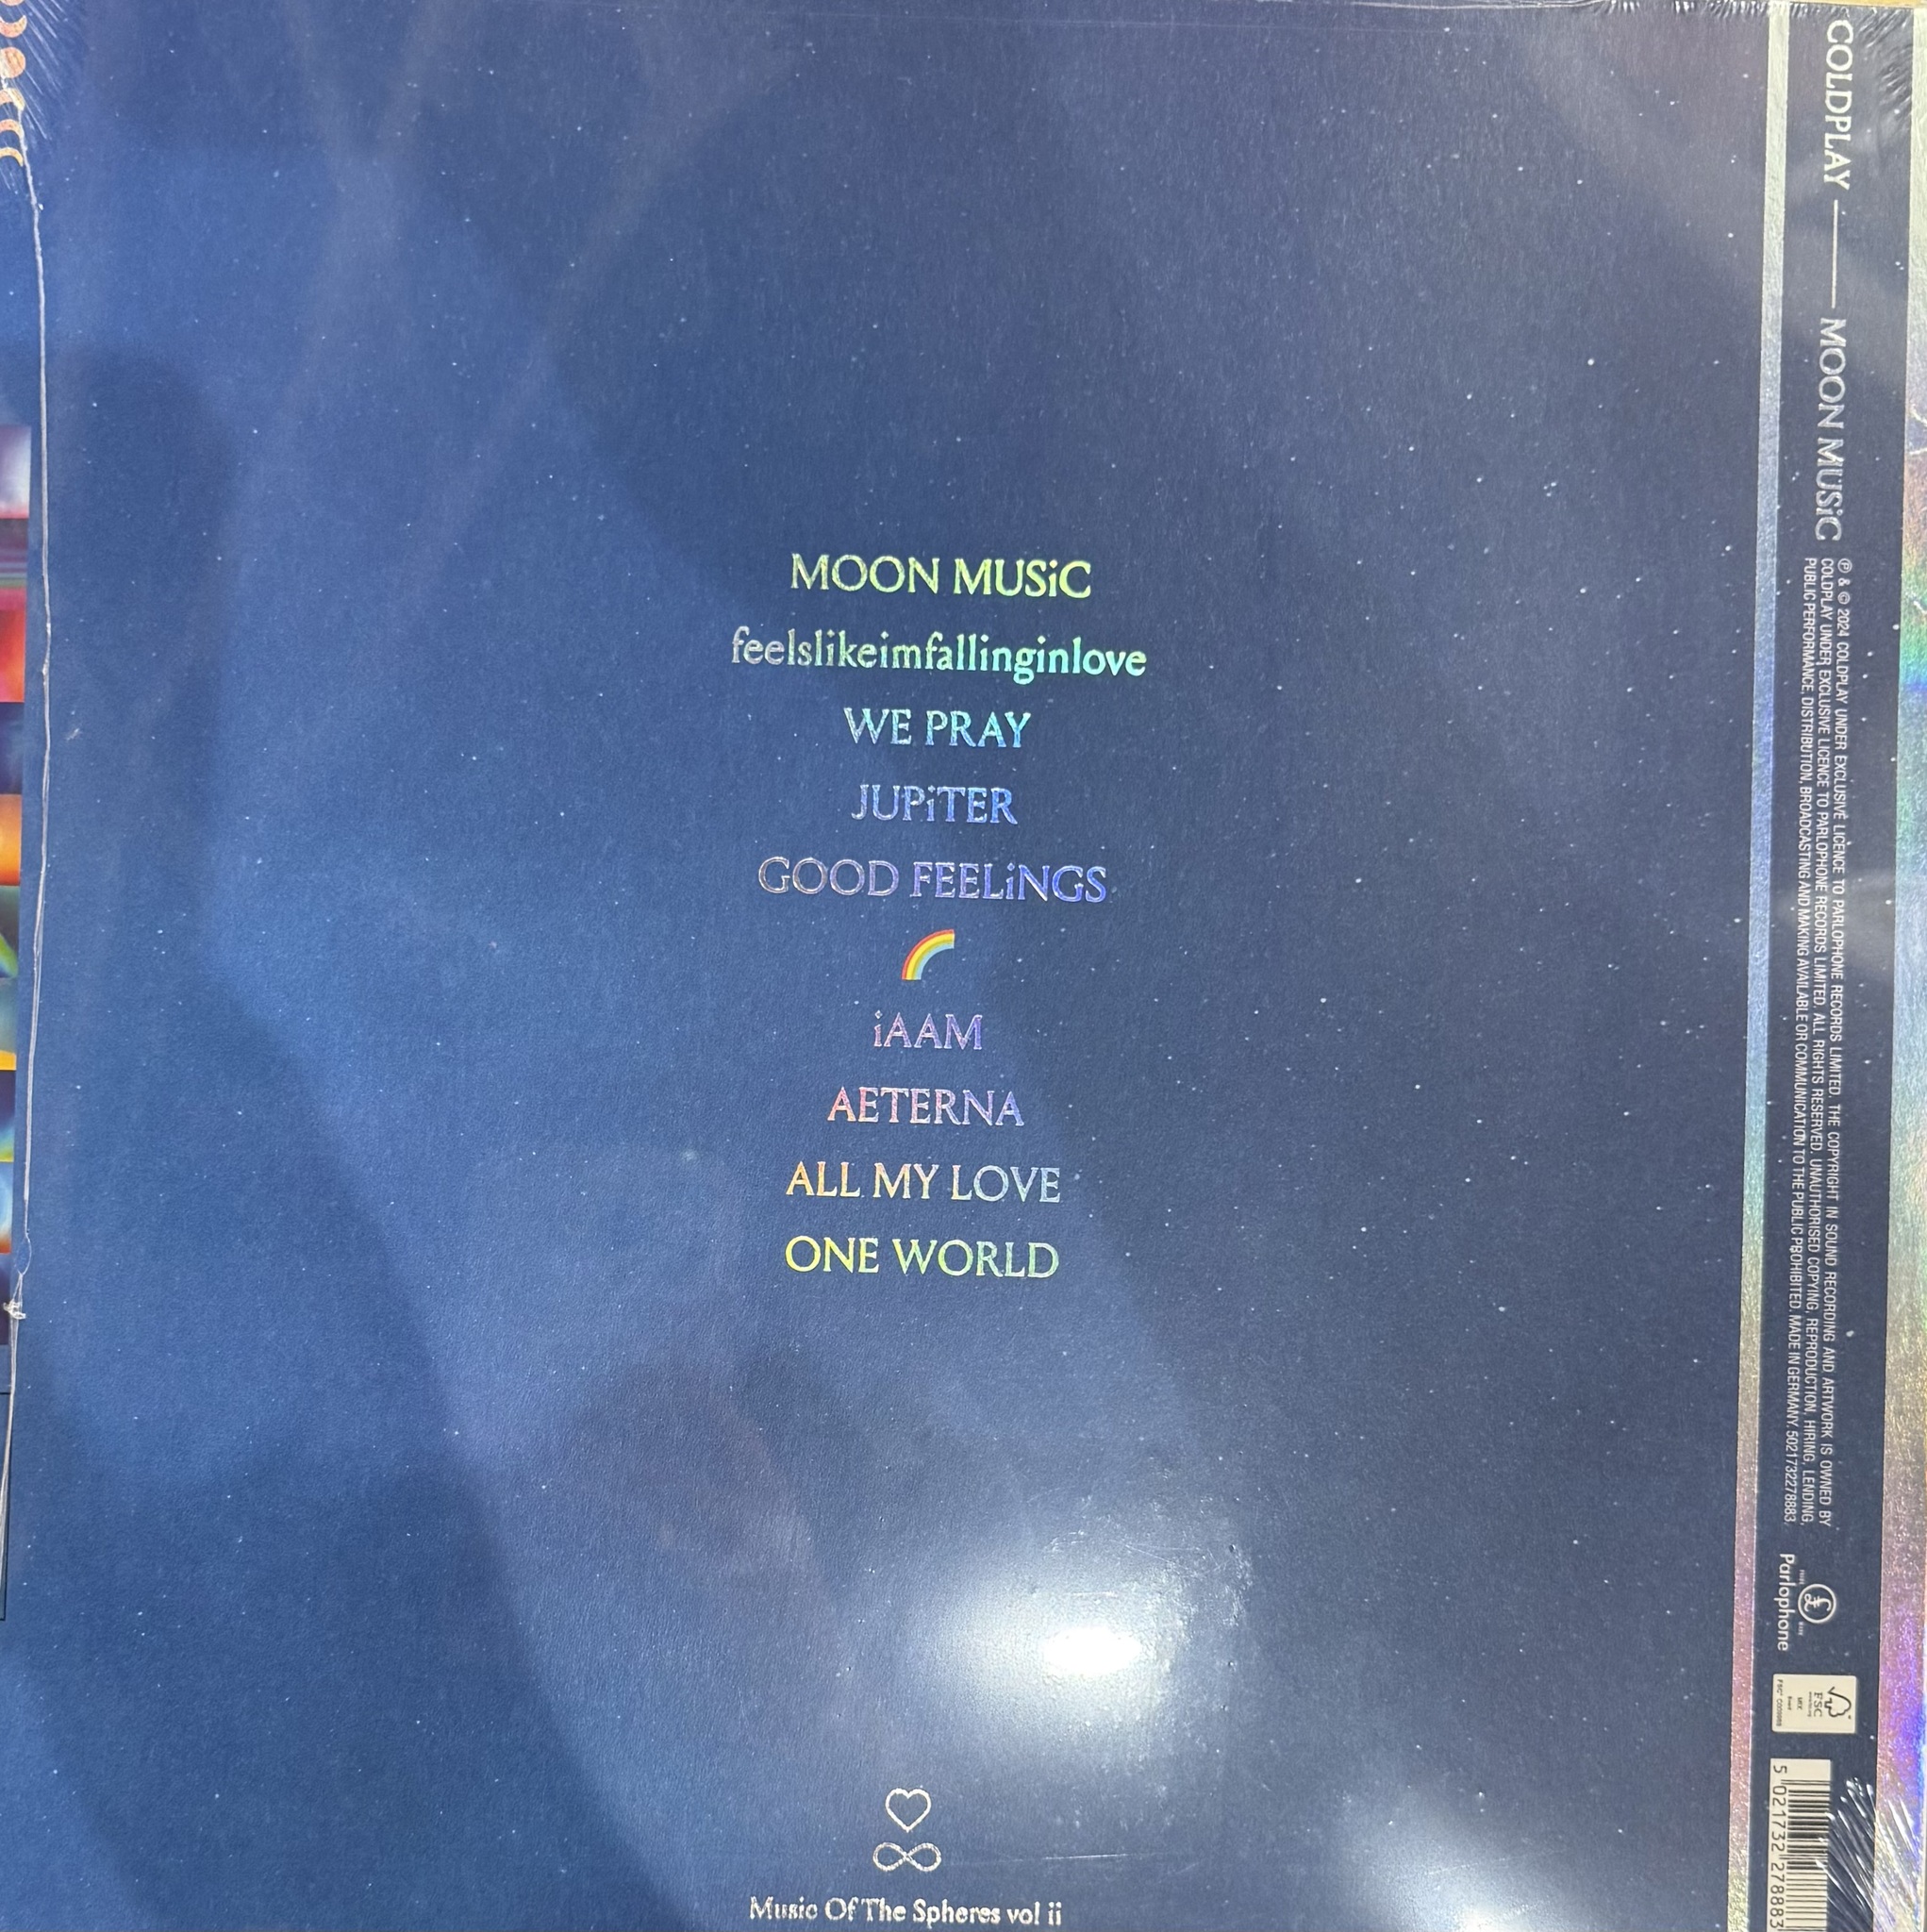 MOON MUSiC
feelslikeimfallinginlove
WE PRAY
JUPiTER
GOOD FEELiNGS
iAAM
AETERNA
ALL MY LOVE
ONE WORLD
Music Of The Spheres vol ii
COLDPLAY — MOON MUSiC
℗ & © 2024 COLDPLAY UNDER EXCLUSIVE LICENCE TO PARLOPHONE RECORDS LIMITED. THE COPYRIGHT IN SOUND RECORDING AND ARTWORK IS OWNED BY
COLDPLAY UNDER EXCLUSIVE LICENCE TO PARLOPHONE RECORDS LIMITED. ALL RIGHTS RESERVED. UNAUTHORISED COPYING, REPRODUCTION, HIRING, LENDING,
PUBLIC PERFORMANCE, DISTRIBUTION, BROADCASTING AND MAKING AVAILABLE OR COMMUNICATION TO THE PUBLIC PROHIBITED. MADE IN GERMANY. 5021732278883.
£
Parlophone
FSC
MIX
5 021732 278883